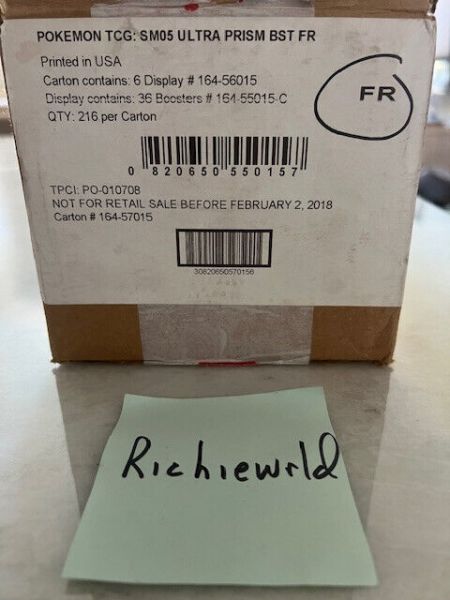 POKEMON TCG: SM05 ULTRA PRISM BST FR
Printed in USA
Carton contains: 6 Display # 164-56015
Display contains: 36 Boosters # 164-55015-C
QTY: 216 per Carton
FR
0 820650 550157
TPCI: PO-010708
NOT FOR RETAIL SALE BEFORE FEBRUARY 2, 2018
Carton # 164-57015
30820650570156
Richiewrld